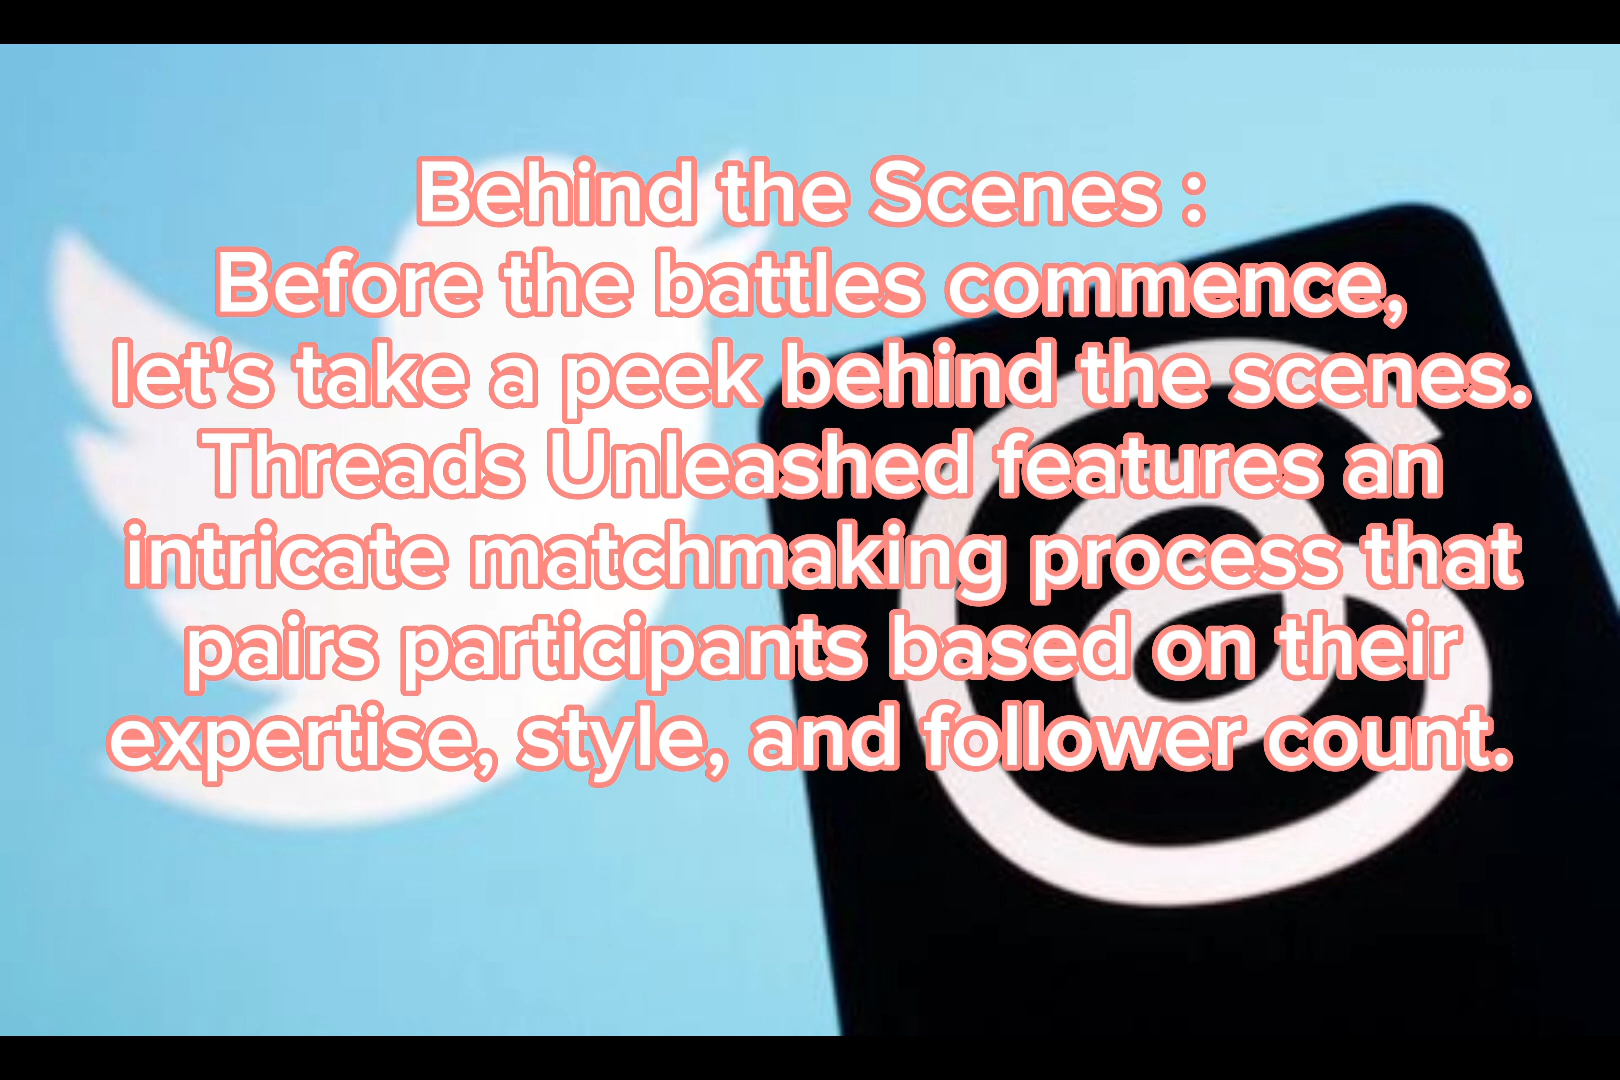 Behind the Scenes :
Before the battles commence,
let's take a peek behind the scenes.
Threads Unleashed features an
intricate matchmaking process that
pairs participants based on their
expertise, style, and follower count.